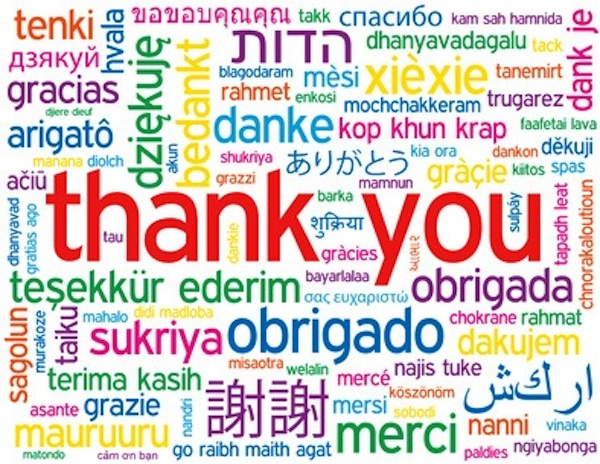 tenki
hvala
ขอขอบคุณคุณ
takk
спасибо
kam sah hamnida
dank je
дзякуй
dziękuję
bedankt
הדות
dhanyavadagalu
tack
gracias
blagodaram
mèsi
xièxie
tanemirt
rahmet
enkosi
mochchakkeram
trugarez
djiere dieuf
arigatô
danke
kop khun krap
faafetai lava
manana
diolch
akun
shukriya
ありがとう
kia ora
dankon
děkuji
ačiū
grazzi
mamnun
gràçie
kiitos
spas
thank you
dhanyavad
gratias ago
tau
dankie
barka
शुक्रिया
gràcies
sulpáy
tapadh leat
chnorakaloutioun
teşekkür ederim
bayarlalaa
σας ευχαριστώ
obrigada
sagolun
murakoze
taiku
mahalo
didi madloba
sukriya
obrigado
chokrane
rahmat
dakujem
terima kasih
misaotra
welalin
mercé
najis tuke
asante
grazie
nandri
謝謝
köszönöm
mersi
sobodi
nanni
vinaka
mauruuru
matondo
cảm ơn bạn
go raibh maith agat
merci
paldies
ngiyabonga